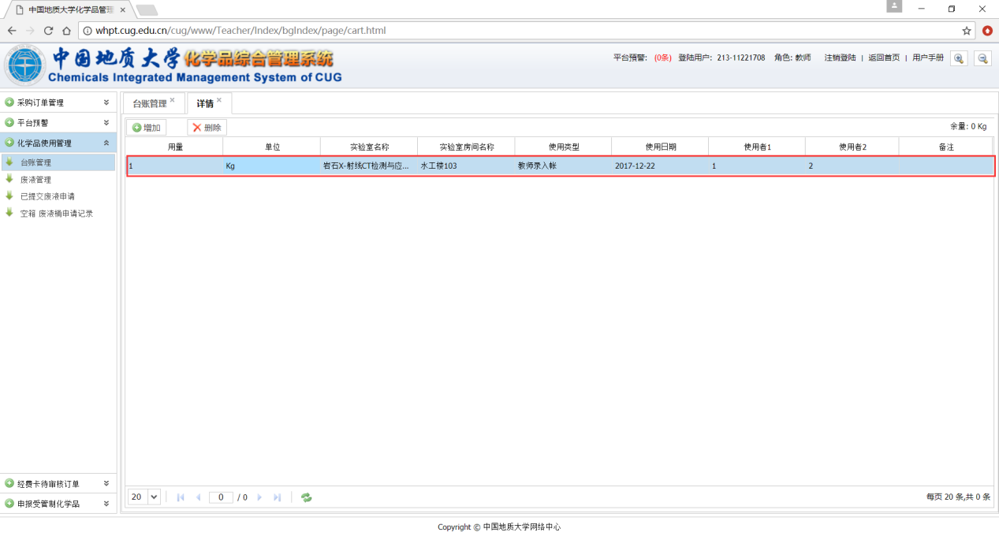 中国地质大学化学品管理
whpt.cug.edu.cn/cug/www/Teacher/Index/bgIndex/page/cart.html
中国地质大学化学品综合管理系统
Chemicals Integrated Management System of CUG
平台预警: (0条) 登陆用户: 213-11221708 角色: 教师 注销登陆 | 返回首页 | 用户手册
采购订单管理
平台预警
化学品使用管理
台账管理
废液管理
已提交废液申请
空箱 废液桶申请记录
经费卡待审核订单
申报受管制化学品
台账管理 详情
增加 删除 余量: 0 Kg
用量 单位 实验室名称 实验室房间名称 使用类型 使用日期 使用者1 使用者2 备注
1 Kg 岩石X-射线CT检测与应... 水工楼103 教师录入帐 2017-12-22 1 2
20 0 / 0 每页 20 条,共 0 条
Copyright © 中国地质大学网络中心